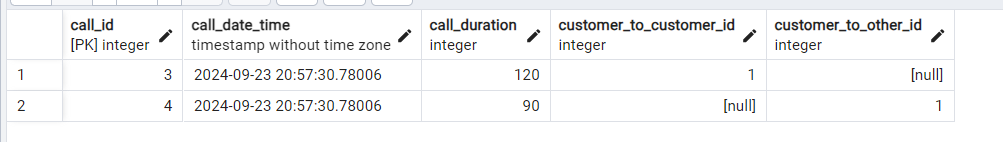 call_id call_date_time call_duration customer_to_customer_id customer_to_other_id
[PK] integer timestamp without time zone integer integer integer
1 3 2024-09-23 20:57:30.78006 120 1 [null]
2 4 2024-09-23 20:57:30.78006 90 [null] 1